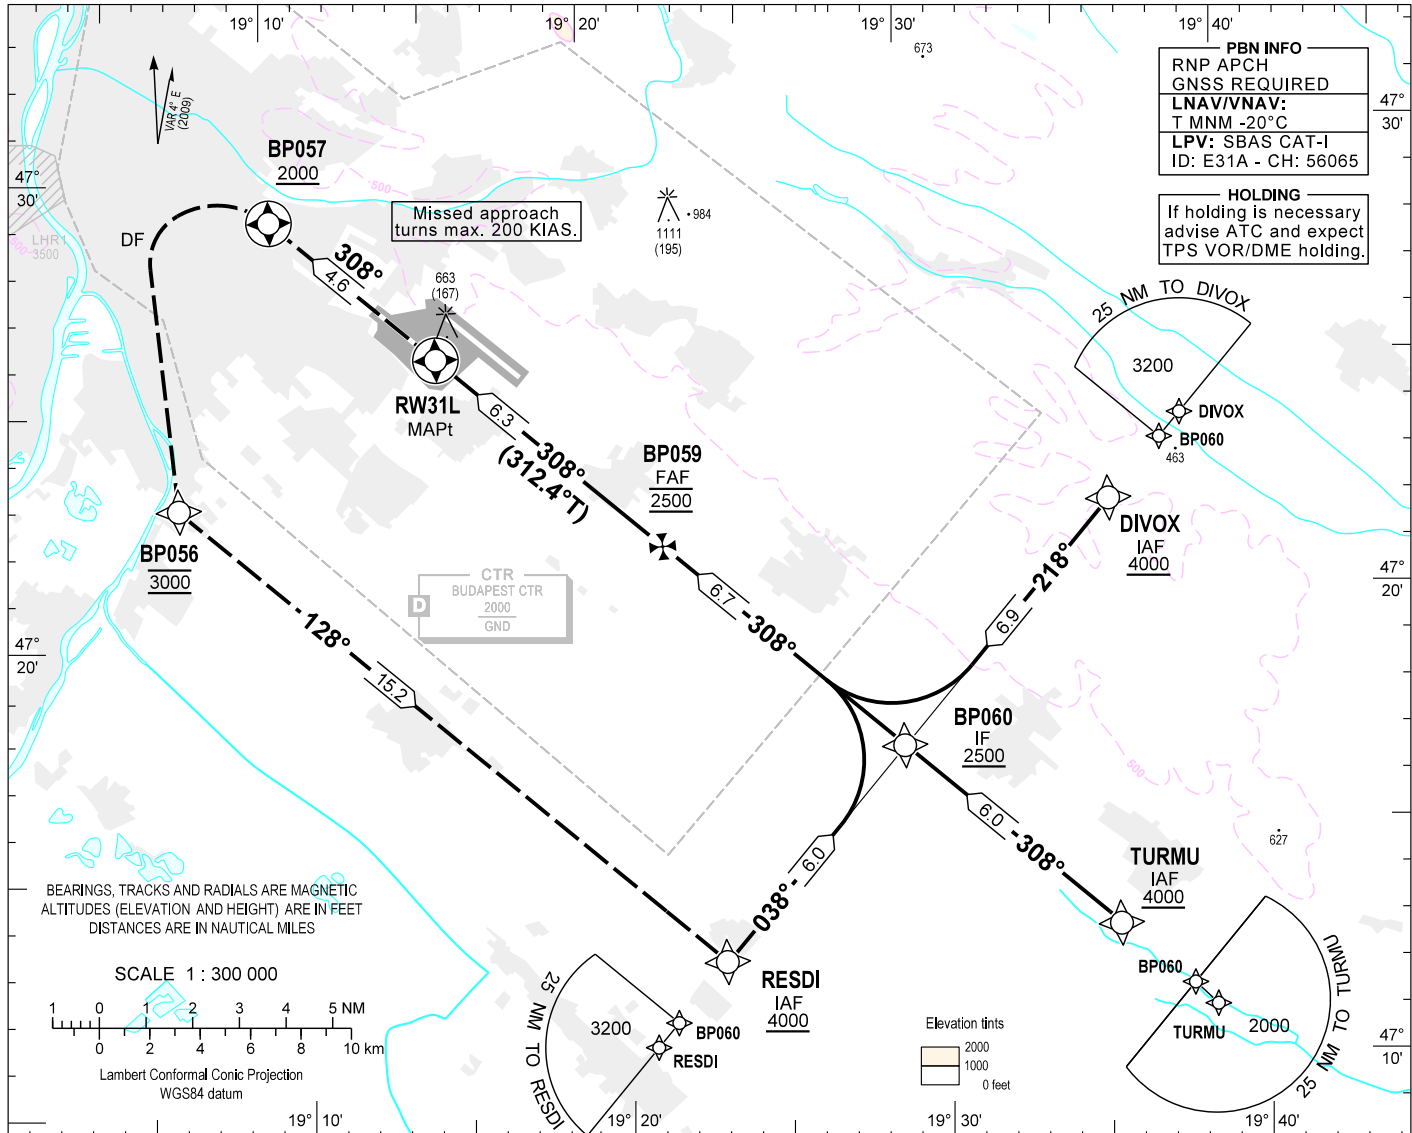 19° 10'
19° 20'
19° 30'
19° 40'
673
PBN INFO
RNP APCH
GNSS REQUIRED
LNAV/VNAV:
T MNM -20°C
LPV: SBAS CAT-I
ID: E31A - CH: 56065
47°
30'
VAR 4° E
(2009)
BP057
2000
47°
30'
500
HOLDING
If holding is necessary
advise ATC and expect
TPS VOR/DME holding.
Missed approach
turns max. 200 KIAS.
984
1111
(195)
LHR1
3500
500
DF
308°
4.6
663
(167)
25 NM TO DIVOX
3200
DIVOX
BP060
463
RW31L
MAPt
6.3
308°
(312.4°T)
BP059
FAF
2500
DIVOX
IAF
4000
BP056
3000
CTR
BUDAPEST CTR
2000
GND
D
6.7
308°
218°
6.9
47°
20'
47°
20'
128°
15.2
BP060
IF
2500
500
6.0
308°
627
TURMU
IAF
4000
6.0
038°
BEARINGS, TRACKS AND RADIALS ARE MAGNETIC
ALTITUDES (ELEVATION AND HEIGHT) ARE IN FEET
DISTANCES ARE IN NAUTICAL MILES
SCALE 1 : 300 000
1 0 1 2 3 4 5 NM
0 2 4 6 8 10 km
Lambert Conformal Conic Projection
WGS84 datum
RESDI
IAF
4000
25 NM TO RESDI
3200
BP060
RESDI
BP060
TURMU
2000
25 NM TO TURMU
Elevation tints
2000
1000
0 feet
47°
10'
19° 10'
19° 20'
19° 30'
19° 40'